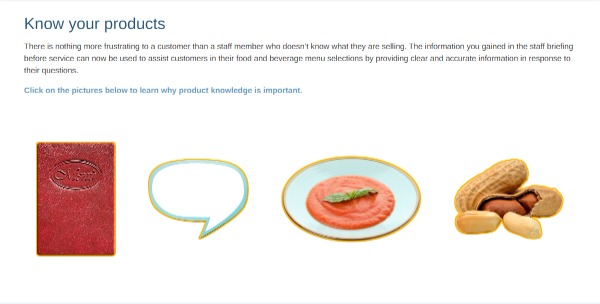 Know your products
There is nothing more frustrating to a customer than a staff member who doesn't know what they are selling. The information you gained in the staff briefing
before service can now be used to assist customers in their food and beverage menu selections by providing clear and accurate information in response to
their questions.
Click on the pictures below to learn why product knowledge is important.
Menu